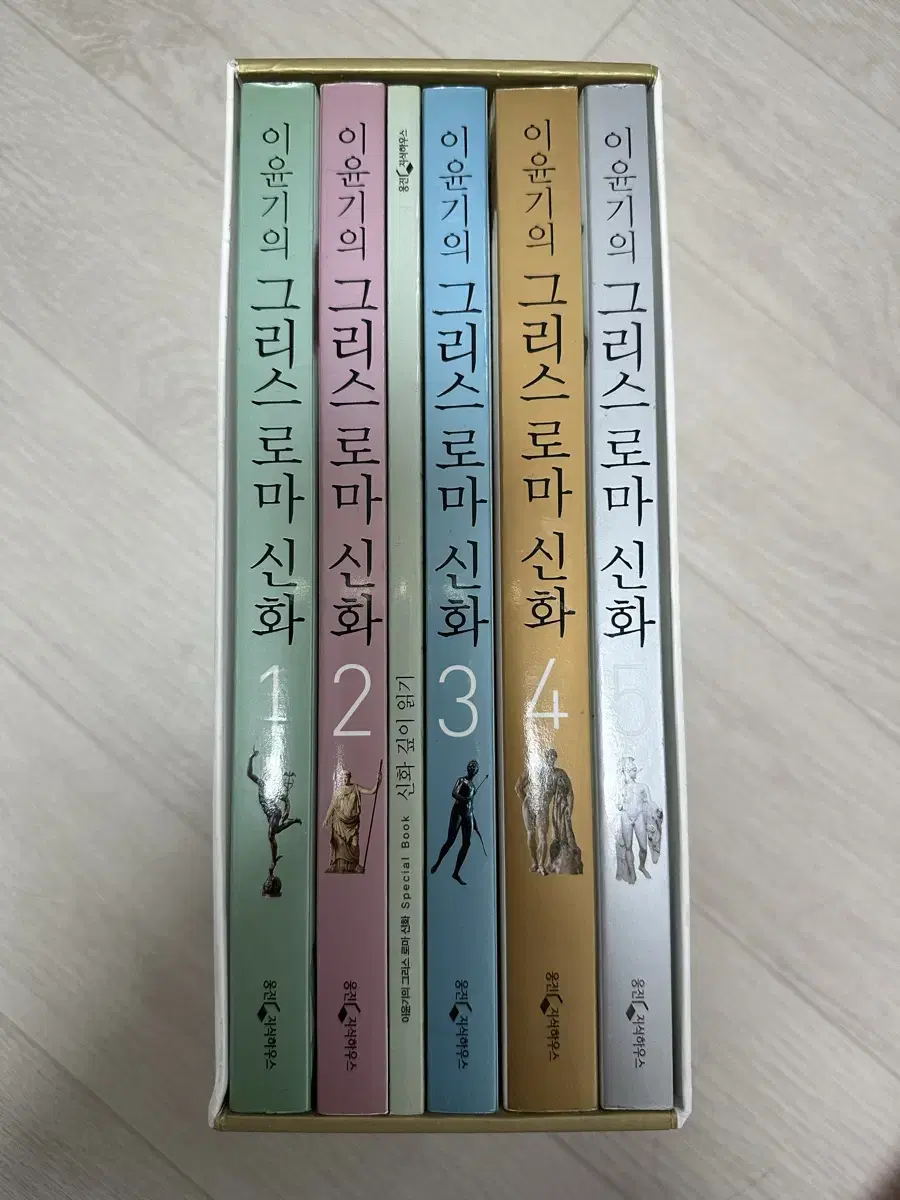 이윤기의 그리스 로마 신화 1
웅진 지식하우스
이윤기의 그리스 로마 신화 2
웅진 지식하우스
이윤기의 그리스 로마 신화 Special Book 신화 깊이 읽기
웅진 지식하우스
이윤기의 그리스 로마 신화 3
웅진 지식하우스
이윤기의 그리스 로마 신화 4
웅진 지식하우스
이윤기의 그리스 로마 신화 5
웅진 지식하우스